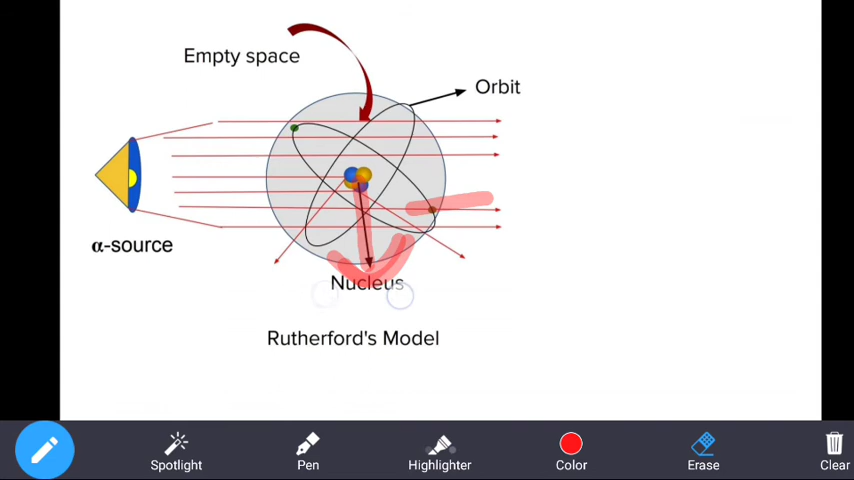 Empty space
Orbit
α-source
Nucleus
Rutherford's Model
Spotlight
Pen
Highlighter
Color
Erase
Clear